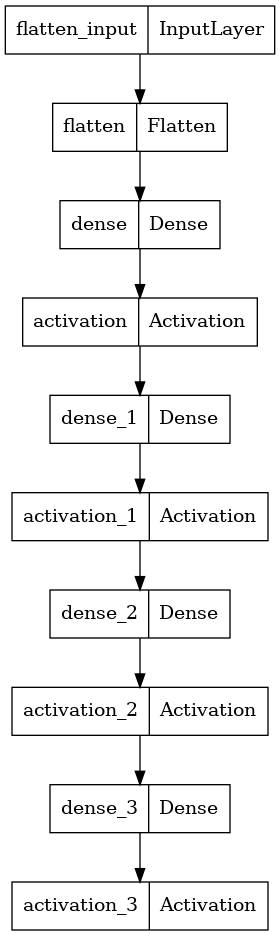 flatten_input InputLayer
flatten Flatten
dense Dense
activation Activation
dense_1 Dense
activation_1 Activation
dense_2 Dense
activation_2 Activation
dense_3 Dense
activation_3 Activation